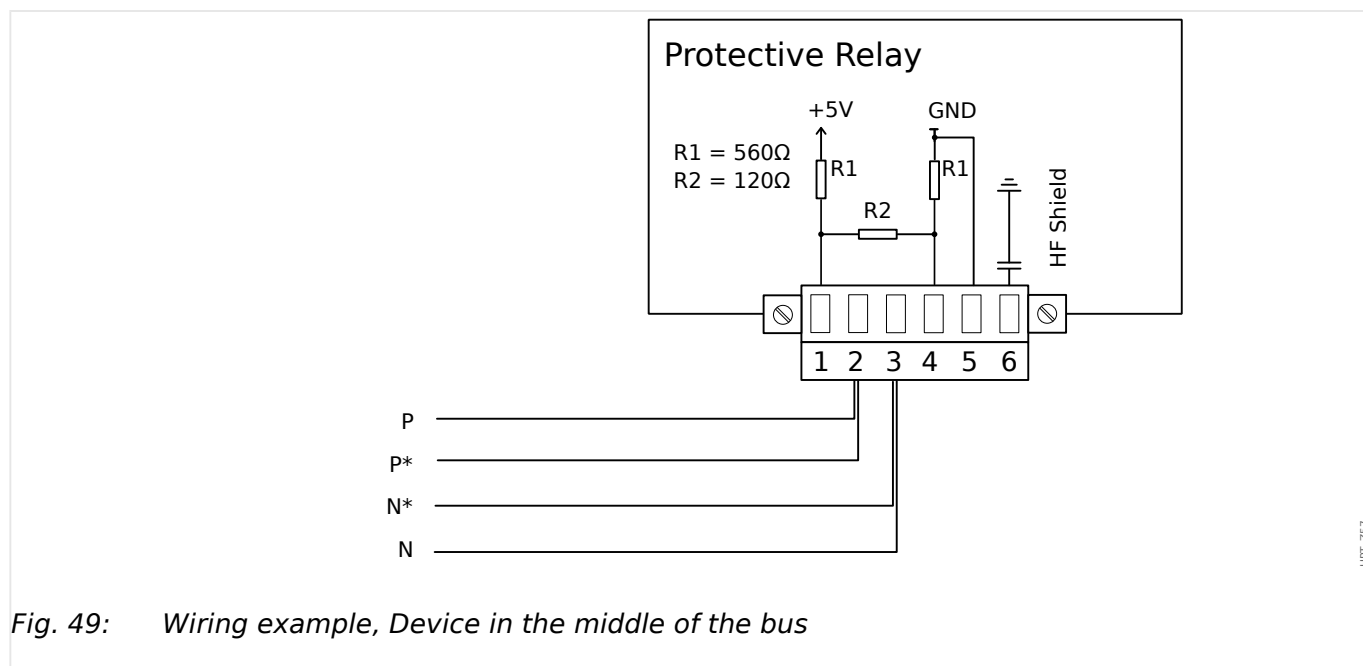 Protective Relay
+5V
GND
R1 = 560Ω
R2 = 120Ω
R1
R1
R2
HF Shield
1 2 3 4 5 6
P
P*
N*
N
Fig. 49: Wiring example, Device in the middle of the bus